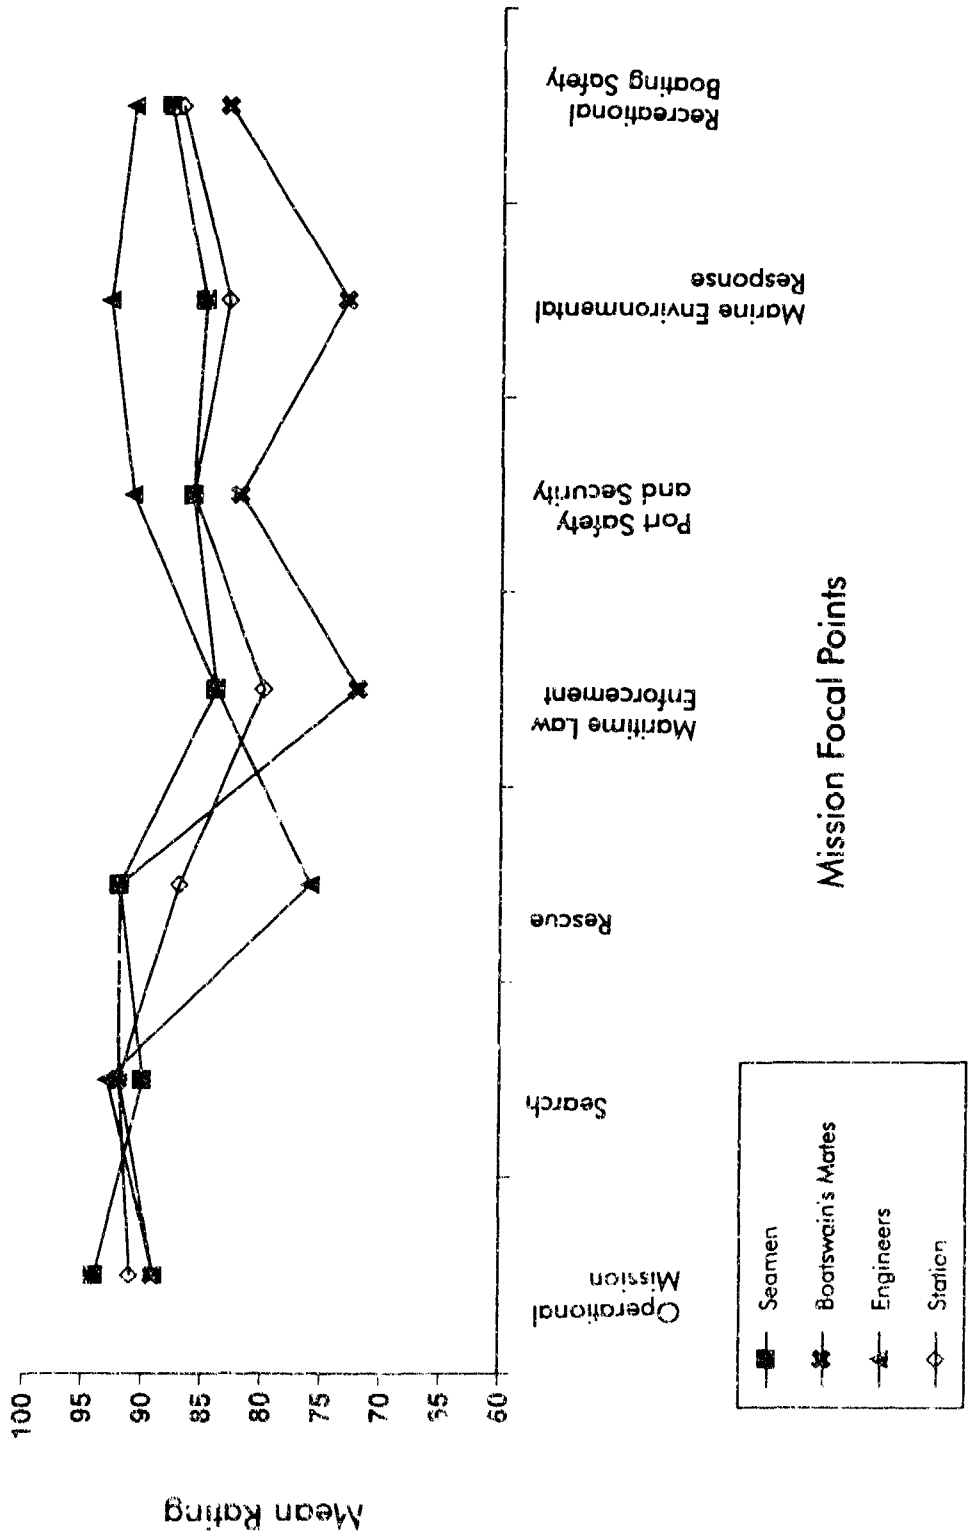 Mean Rating
100
95
90
85
80
75
70
65
Operational
Mission
Search
Rescue
Maritime Law
Enforcement
Port Safety
and Security
Marine Environmental
Response
Recreational
Boating Safety
Mission Focal Points
Seamen
Boatswain's Mates
Engineers
Station